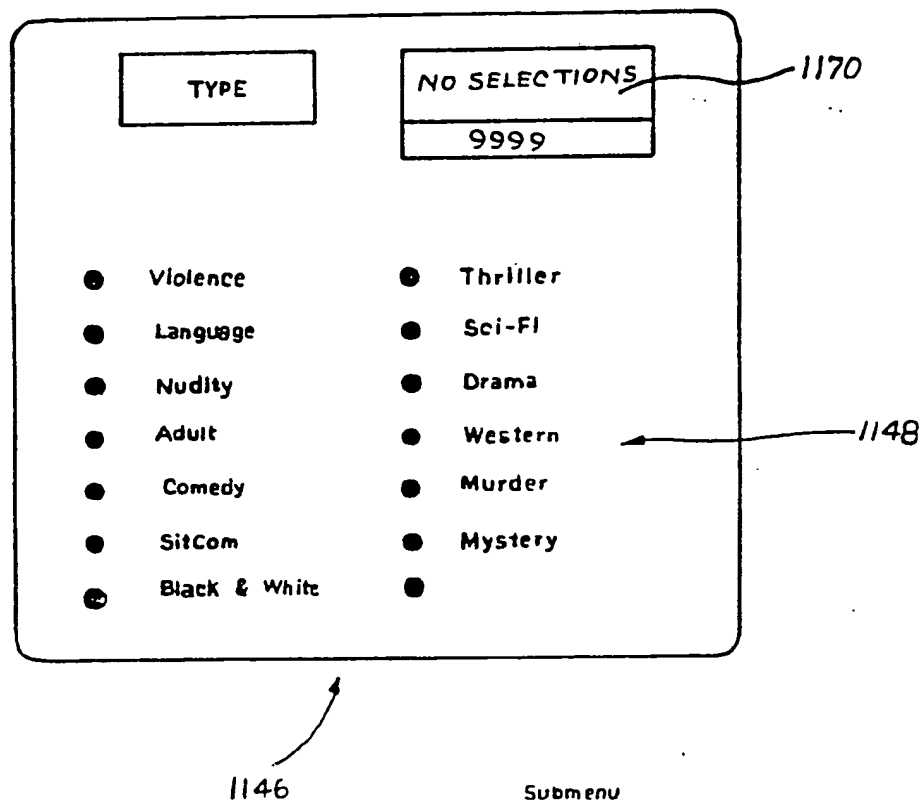 TYPE
NO SELECTIONS
1170
9999
Violence
Language
Nudity
Adult
Comedy
SitCom
Black & White
Thriller
Sci-Fi
Drama
Western
Murder
Mystery
1148
1146
Submenu